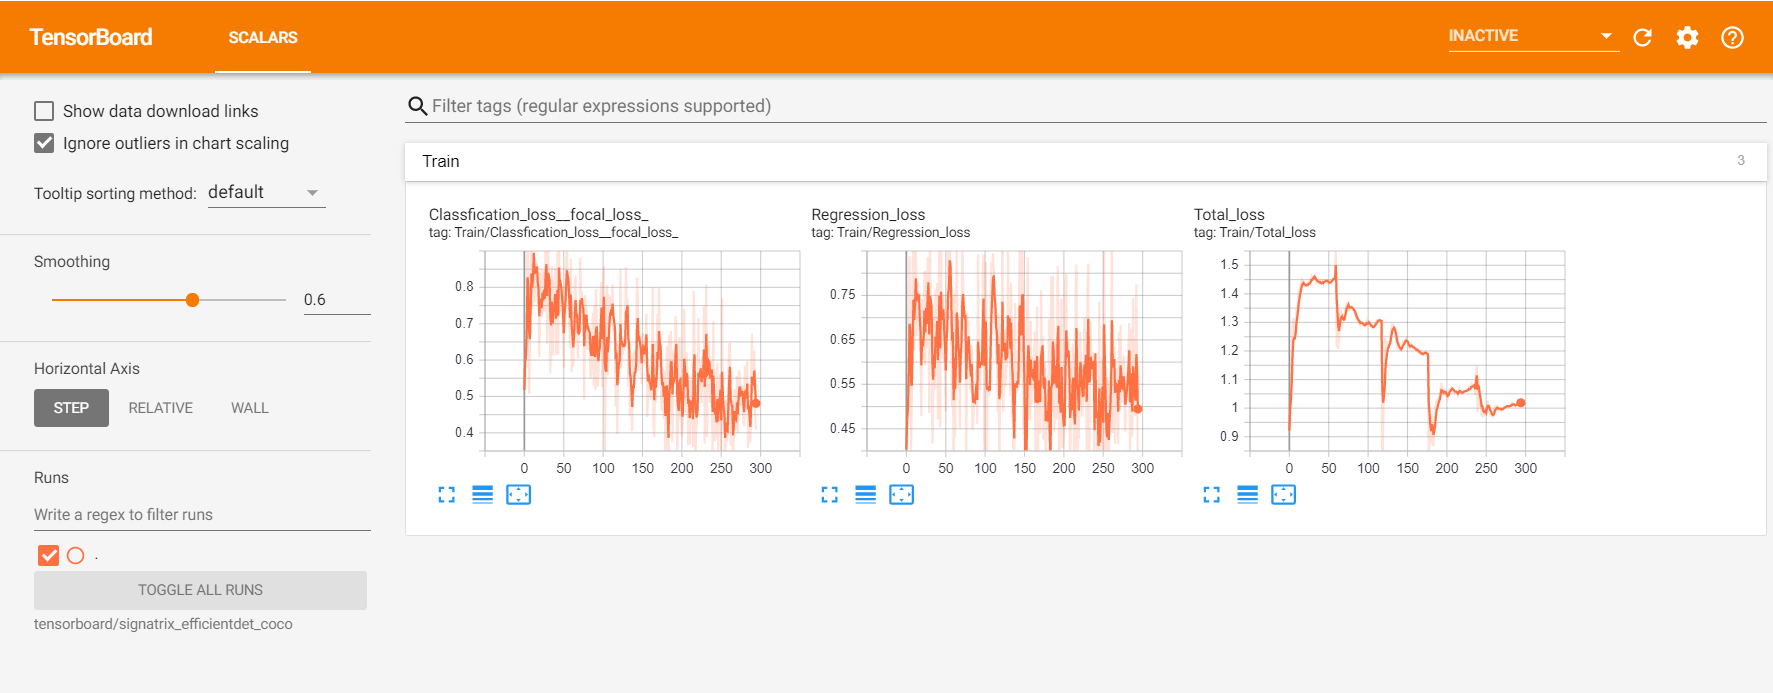 TensorBoard
SCALARS
INACTIVE
Show data download links
Ignore outliers in chart scaling
Tooltip sorting method: default
Smoothing
0.6
Horizontal Axis
STEP RELATIVE WALL
Runs
Write a regex to filter runs
.
TOGGLE ALL RUNS
tensorboard/signatrix_efficientdet_coco
Filter tags (regular expressions supported)
Train 3
Classfication_loss__focal_loss_
tag: Train/Classfication_loss__focal_loss_
0.8
0.7
0.6
0.5
0.4
0 50 100 150 200 250 300
Regression_loss
tag: Train/Regression_loss
0.75
0.65
0.55
0.45
0 50 100 150 200 250 300
Total_loss
tag: Train/Total_loss
1.5
1.4
1.3
1.2
1.1
1
0.9
0 50 100 150 200 250 300